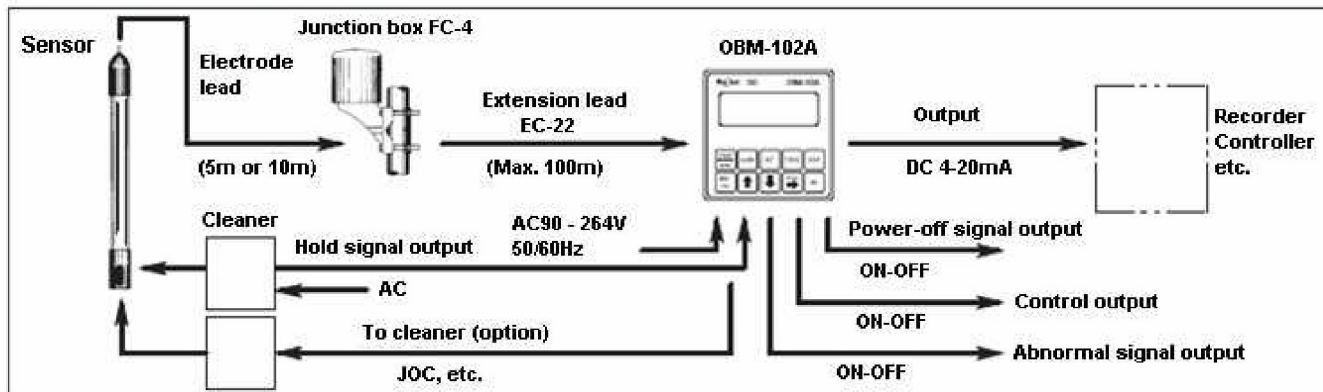 Sensor
Junction box FC-4
OBM-102A
Electrode
lead
(5m or 10m)
Extension lead
EC-22
(Max. 100m)
Output
DC 4-20mA
Recorder
Controller
etc.
Cleaner
Hold signal output
AC90 - 264V
50/60Hz
AC
To cleaner (option)
JOC, etc.
Power-off signal output
ON-OFF
Control output
ON-OFF
Abnormal signal output
ON-OFF